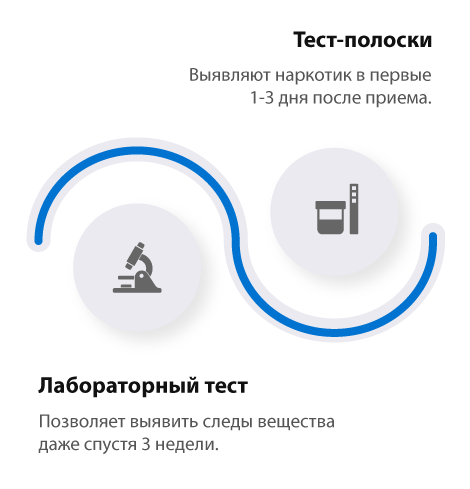 Тест-полоски
Выявляют наркотик в первые
1-3 дня после приема.
Лабораторный тест
Позволяет выявить следы вещества
даже спустя 3 недели.